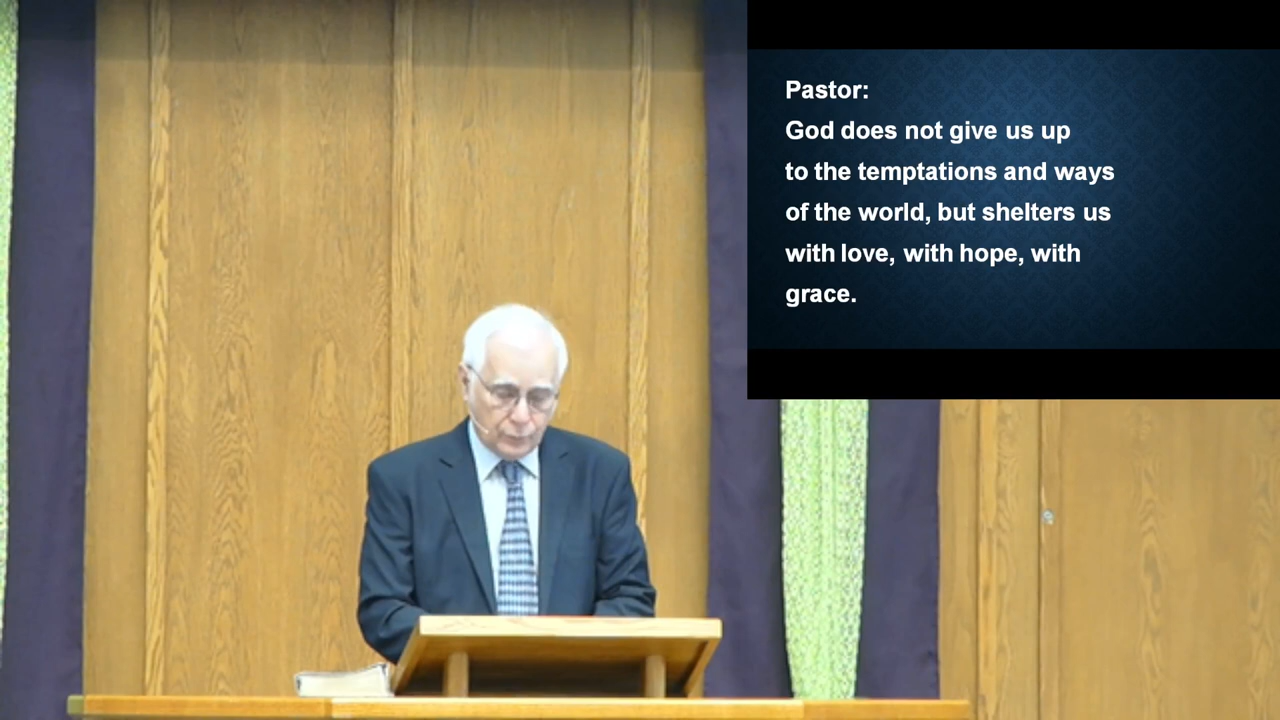 Pastor:
God does not give us up
to the temptations and ways
of the world, but shelters us
with love, with hope, with
grace.